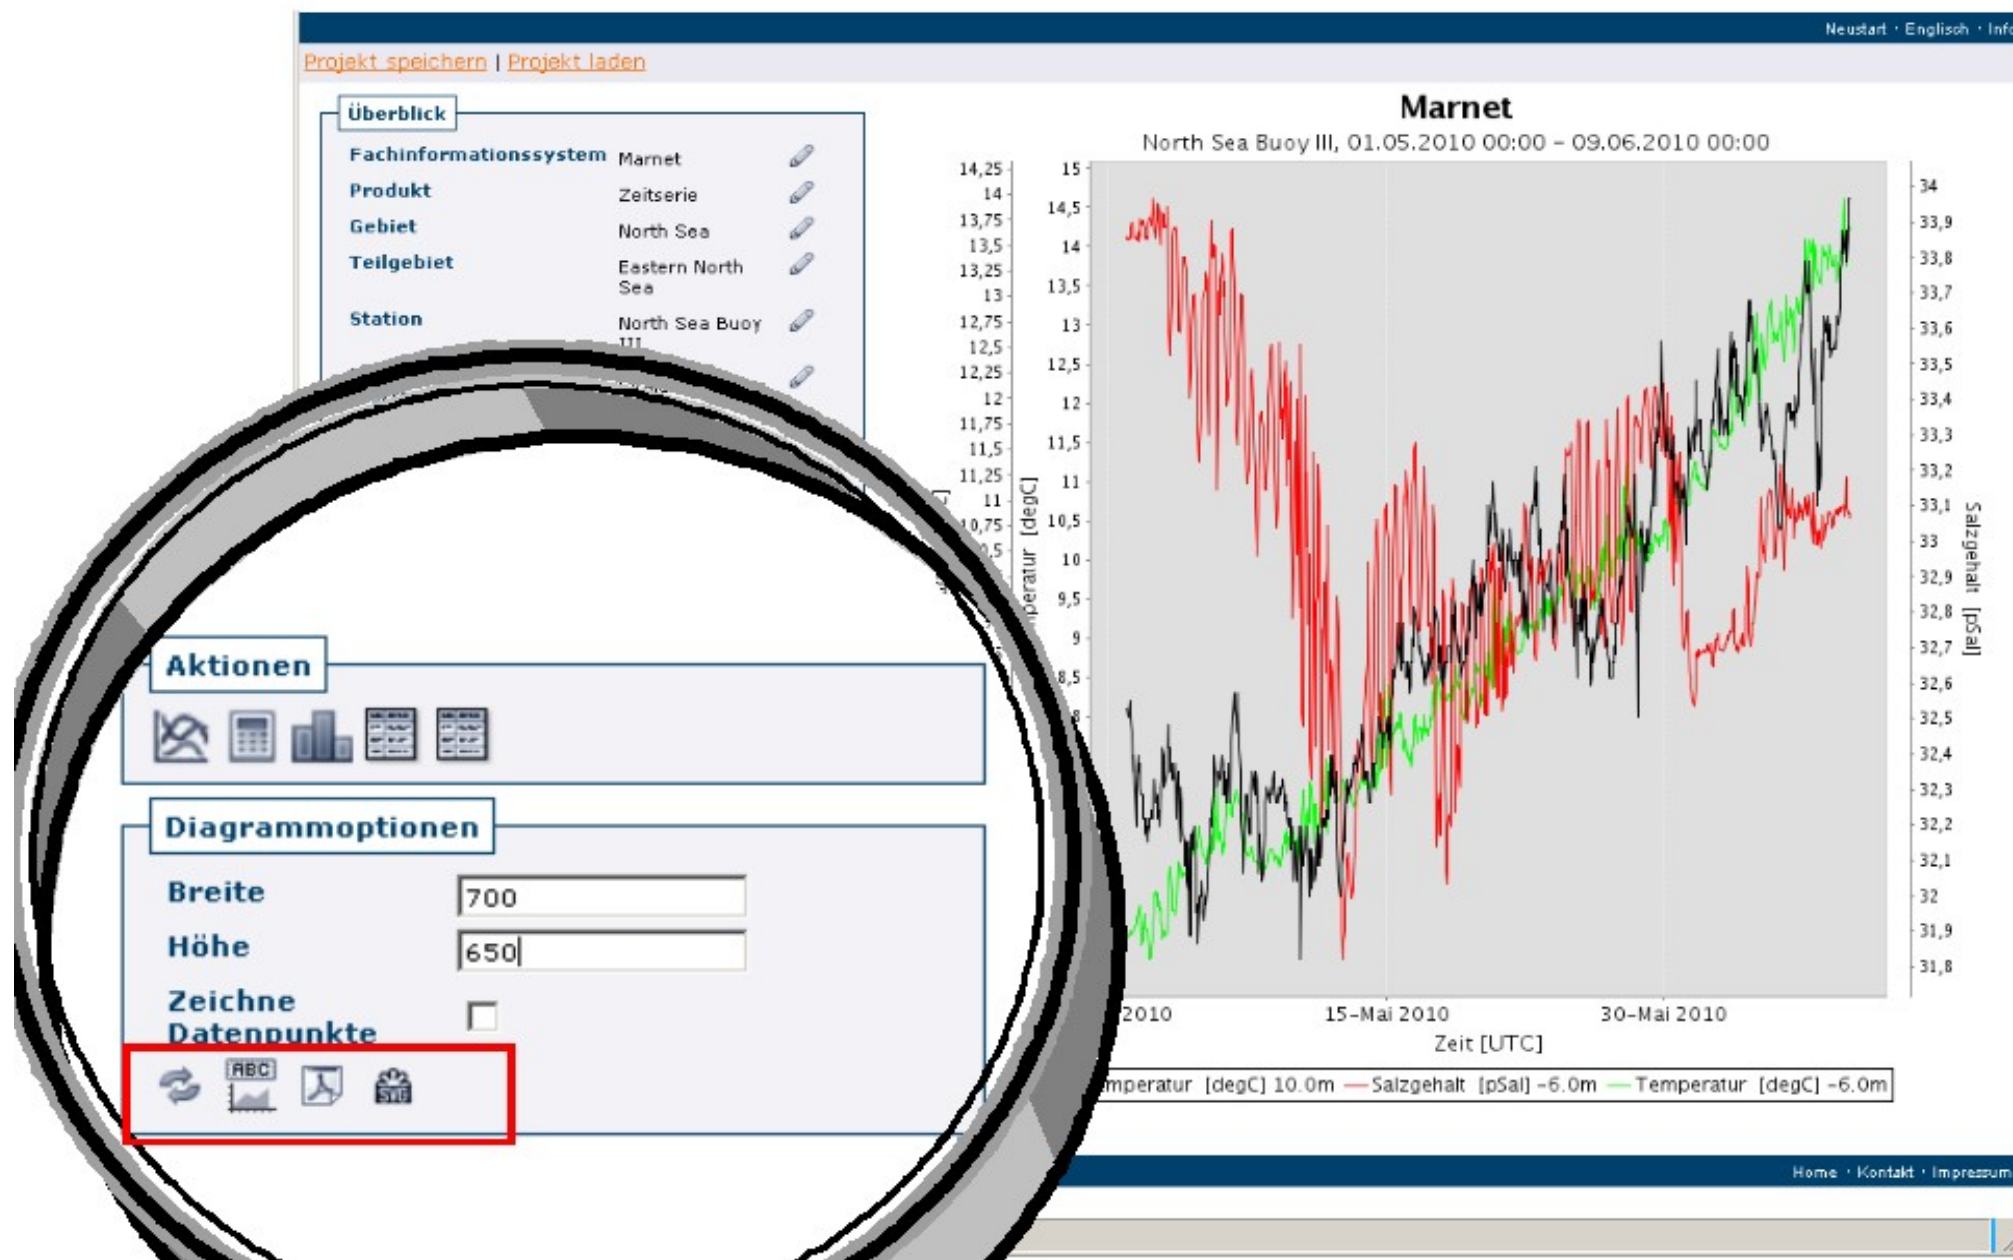 Neustart · Englisch · Info
Projekt speichern | Projekt laden
Überblick
Fachinformationssystem Marnet
Produkt Zeitserie
Gebiet North Sea
Teilgebiet Eastern North
Sea
Station North Sea Buoy
III
Aktionen
Diagrammoptionen
Breite 700
Höhe 650
Zeichne
Datenpunkte
ABC
SVG
Marnet
North Sea Buoy III, 01.05.2010 00:00 – 09.06.2010 00:00
14,25
14
13,75
13,5
13,25
13
12,75
12,5
12,25
12
11,75
11,5
11,25
11
10,75
15
14,5
14
13,5
13
12,5
12
11,5
11
10,5
10
9,5
9
8,5
8
[degC]
34
33,9
33,8
33,7
33,6
33,5
33,4
33,3
33,2
33,1
33
32,9
32,8
32,7
32,6
32,5
32,4
32,3
32,2
32,1
32
31,9
31,8
Salzgehalt [pSal]
2010 15-Mai 2010 30-Mai 2010
Zeit [UTC]
mperatur [degC] 10.0m Salzgehalt [pSal] -6.0m Temperatur [degC] -6.0m
Home · Kontakt · Impressum